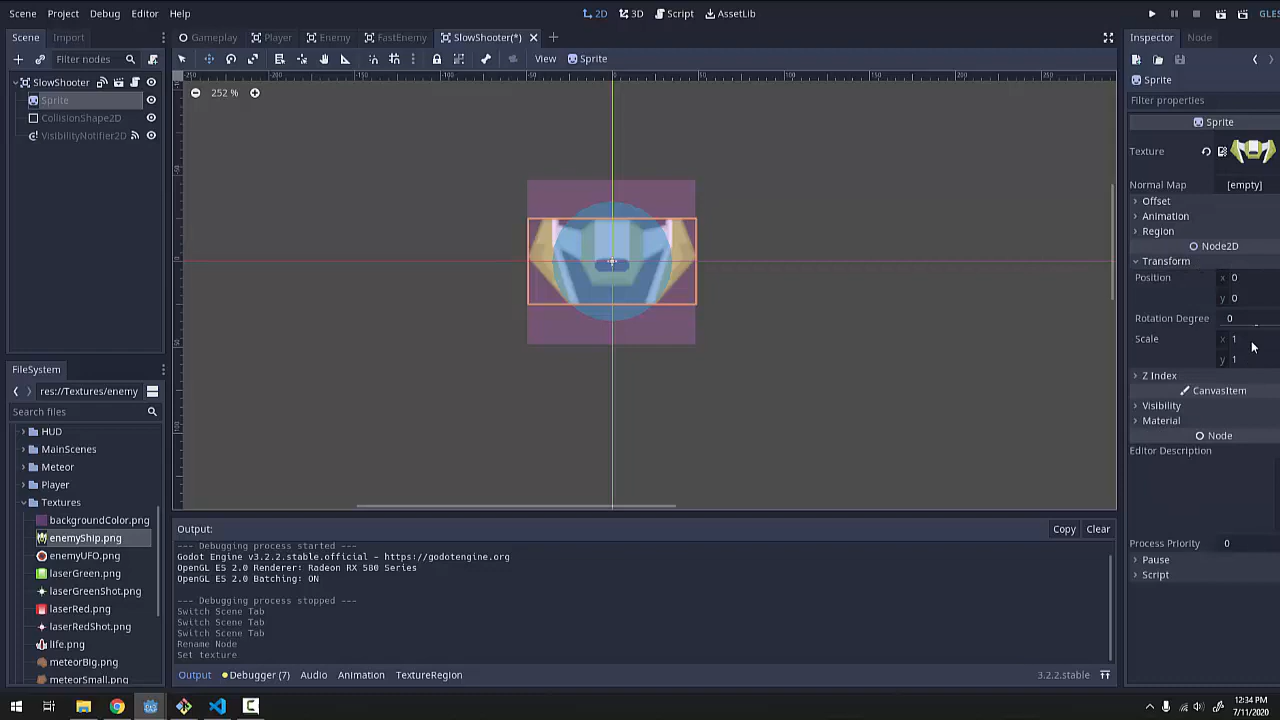 Scene Project Debug Editor Help
2D 3D Script AssetLib
GLES
Scene Import
Gameplay Player Enemy FastEnemy SlowShooter(*)
Inspector Node
Filter nodes
View Sprite
SlowShooter
Sprite
CollisionShape2D
VisibilityNotifier2D
252 %
Sprite
Filter properties
Sprite
Texture
Normal Map [empty]
Offset
Animation
Region
Node2D
Transform
Position x 0
y 0
Rotation Degree 0
Scale x 1
y 1
Z Index
CanvasItem
Visibility
Material
Node
Editor Description
Process Priority 0
Pause
Script
FileSystem
res://Textures/enemy
Search files
HUD
MainScenes
Meteor
Player
Textures
backgroundColor.png
enemyShip.png
enemyUFO.png
laserGreen.png
laserGreenShot.png
laserRed.png
laserRedShot.png
life.png
meteorBig.png
meteorSmall.png
Output: Copy Clear
--- Debugging process started ---
Godot Engine v3.2.2.stable.official - https://godotengine.org
OpenGL ES 2.0 Renderer: Radeon RX 580 Series
OpenGL ES 2.0 Batching: ON
--- Debugging process stopped ---
Switch Scene Tab
Switch Scene Tab
Switch Scene Tab
Rename Node
Set texture
Output Debugger (7) Audio Animation TextureRegion 3.2.2.stable
12:34 PM
7/11/2020